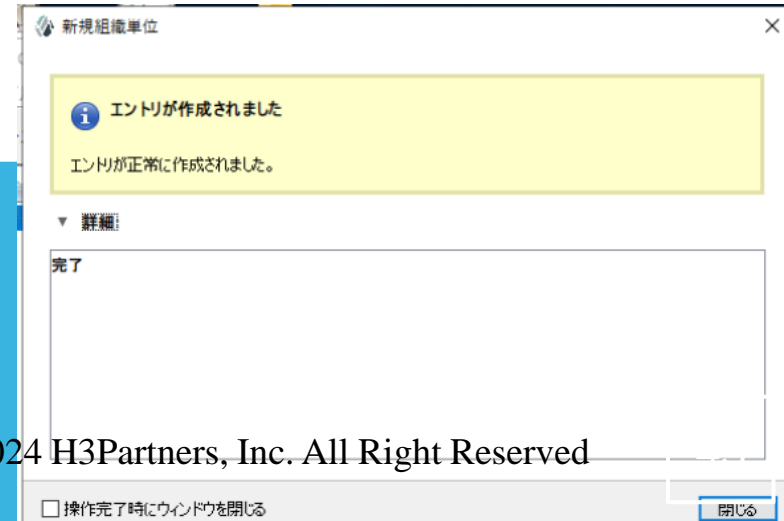 新規組織単位
エントリが作成されました
エントリが正常に作成されました。
詳細:
完了
024 H3Partners, Inc. All Right Reserved
操作完了時にウィンドウを閉じる
閉じる